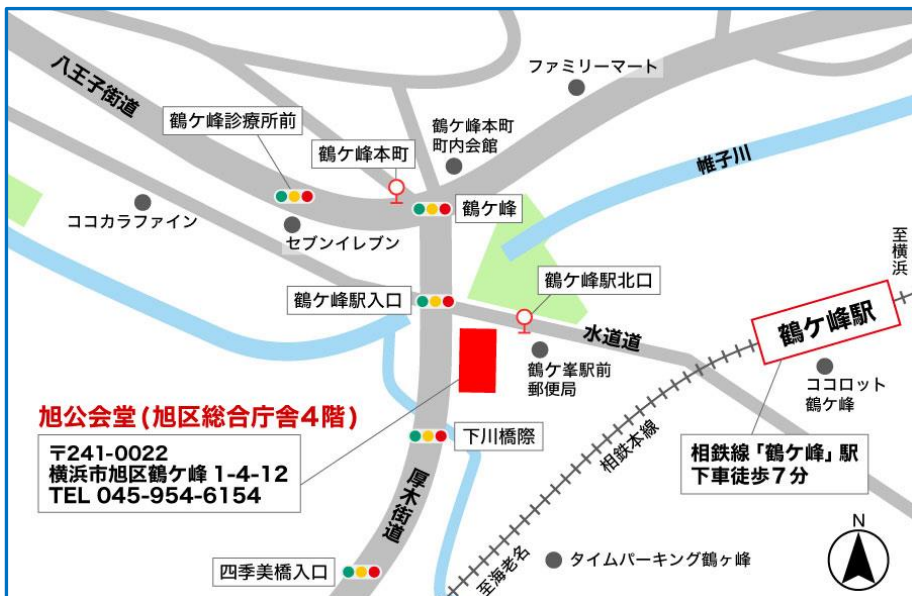 八王子街道
ファミリーマート
鶴ケ峰診療所前
鶴ケ峰本町
町内会館
鶴ケ峰本町
帷子川
ココカラファイン
セブンイレブン
鶴ケ峰
至横浜
鶴ケ峰駅入口
鶴ケ峰駅北口
鶴ケ峰駅
水道道
鶴ケ峯駅前
郵便局
ココロット
鶴ケ峰
旭公会堂(旭区総合庁舎4階)
〒241-0022
横浜市旭区鶴ケ峰 1-4-12
TEL 045-954-6154
下川橋際
相鉄本線
相鉄線「鶴ケ峰」駅
下車徒歩7分
厚木街道
四季美橋入口
至海老名
タイムパーキング鶴ヶ峰
N